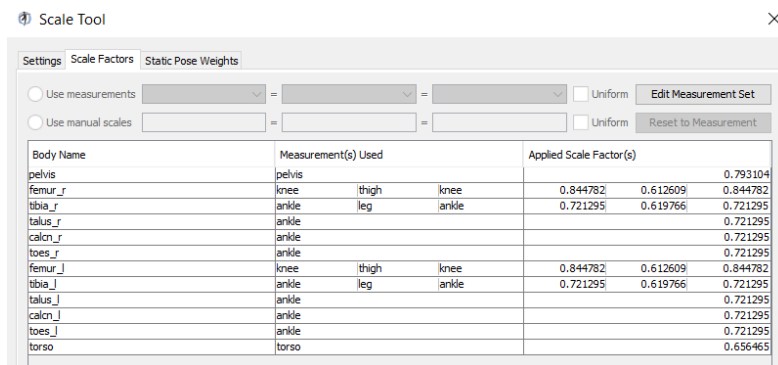 Scale Tool
Settings Scale Factors Static Pose Weights
Use measurements = = Uniform Edit Measurement Set
Use manual scales = = Uniform Reset to Measurement
Body Name Measurement(s) Used Applied Scale Factor(s)
pelvis pelvis 0.793104
femur_r knee thigh knee 0.844782 0.612609 0.844782
tibia_r ankle leg ankle 0.721295 0.619766 0.721295
talus_r ankle 0.721295
calcn_r ankle 0.721295
toes_r ankle 0.721295
femur_l knee thigh knee 0.844782 0.612609 0.844782
tibia_l ankle leg ankle 0.721295 0.619766 0.721295
talus_l ankle 0.721295
calcn_l ankle 0.721295
toes_l ankle 0.721295
torso torso 0.656465